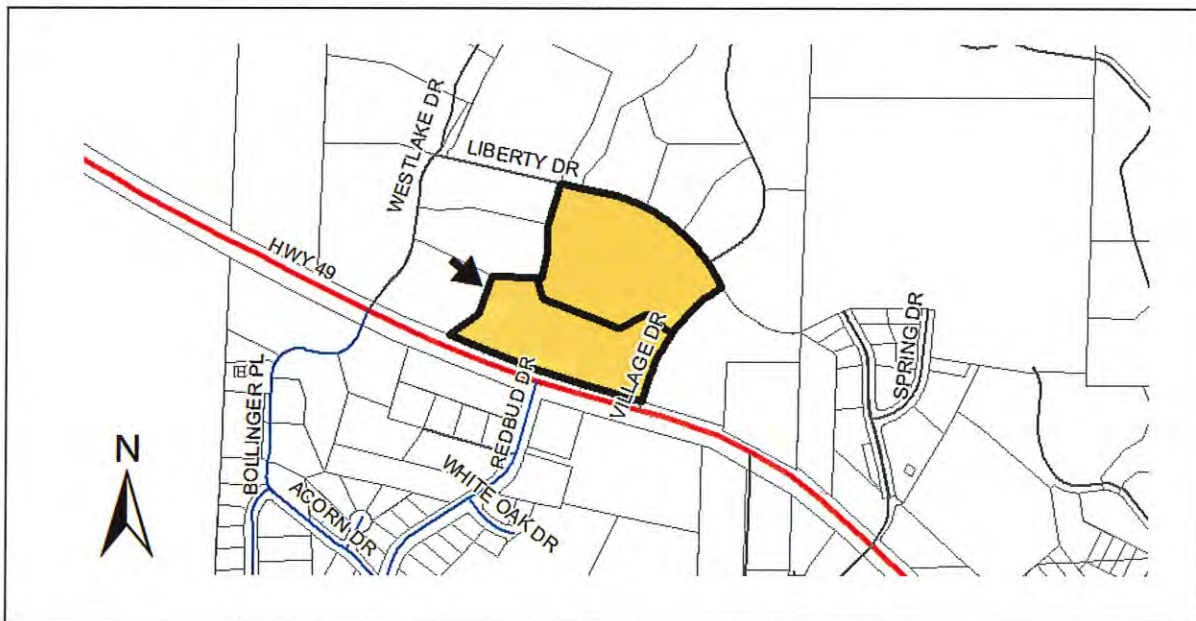 WESTLAKE DR
LIBERTY DR
HWY 49
VILLAGE DR
SPRING DR
REDBUD DR
BOLLINGER PL
WHITE OAK DR
ACORN DR
N